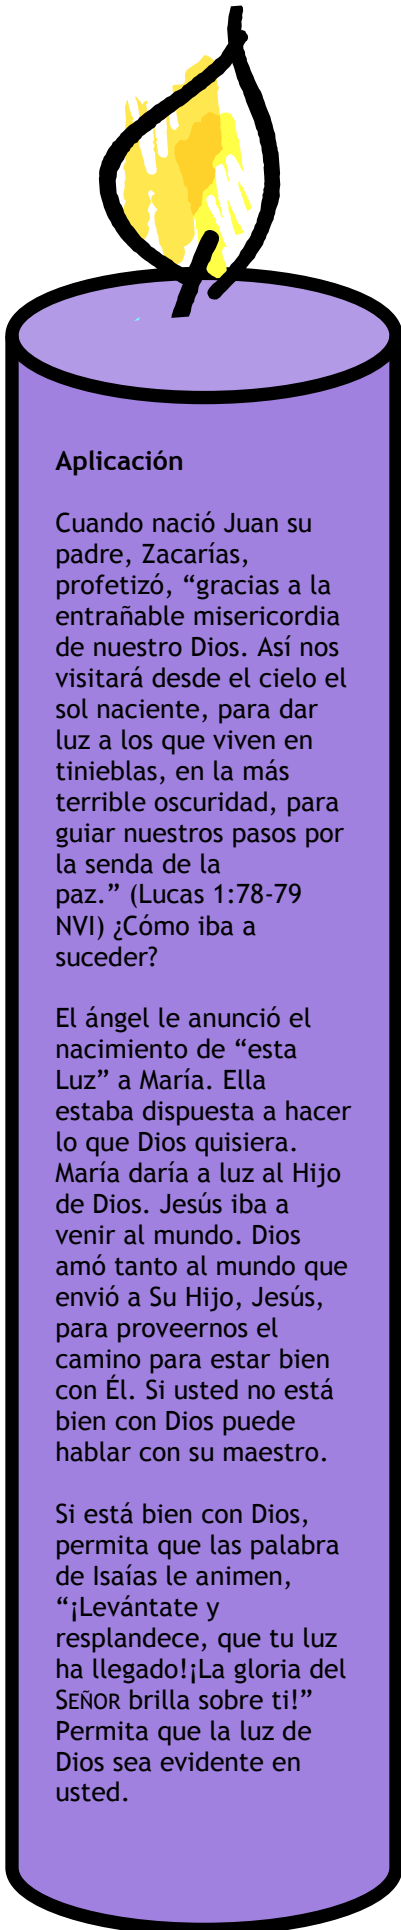 Aplicación
Cuando nació Juan su
padre, Zacarías,
profetizó, “gracias a la
entrañable misericordia
de nuestro Dios. Así nos
visitará desde el cielo el
sol naciente, para dar
luz a los que viven en
tinieblas, en la más
terrible oscuridad, para
guiar nuestros pasos por
la senda de la
paz.” (Lucas 1:78-79
NVI) ¿Cómo iba a
suceder?
El ángel le anunció el
nacimiento de “esta
Luz” a María. Ella
estaba dispuesta a hacer
lo que Dios quisiera.
María daría a luz al Hijo
de Dios. Jesús iba a
venir al mundo. Dios
amó tanto al mundo que
envió a Su Hijo, Jesús,
para proveernos el
camino para estar bien
con Él. Si usted no está
bien con Dios puede
hablar con su maestro.
Si está bien con Dios,
permita que las palabra
de Isaías le animen,
“¡Levántate y
resplandece, que tu luz
ha llegado!¡La gloria del
SEÑOR brilla sobre ti!”
Permita que la luz de
Dios sea evidente en
usted.